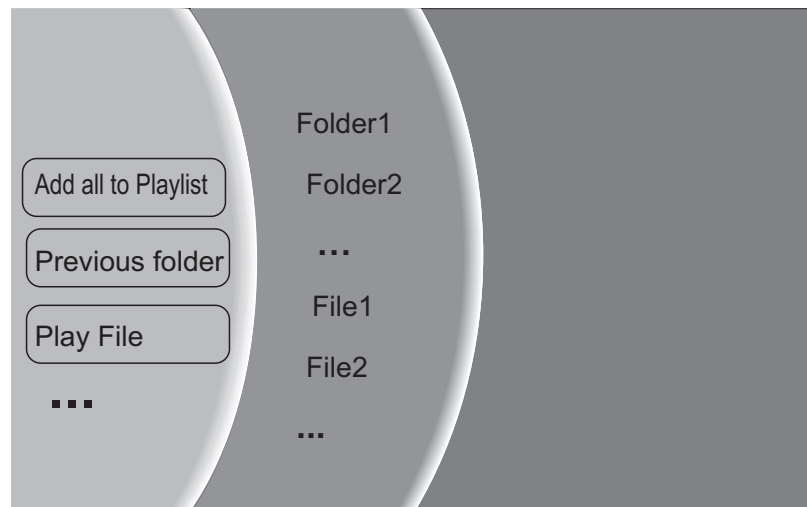 Add all to Playlist
Previous folder
Play File
...
Folder1
Folder2
...
File1
File2
...